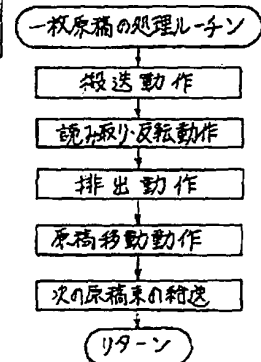 一枚原稿の処理ルーチン
搬送動作
読み取り・反転動作
排出動作
原稿移動動作
次の原稿束の給送
リターン